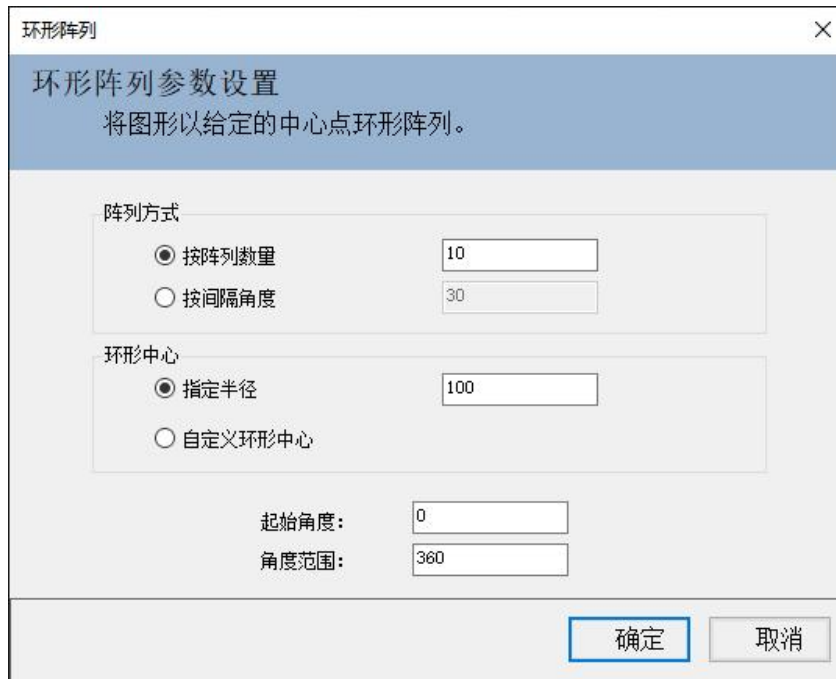 环形阵列
环形阵列参数设置
将图形以给定的中心点环形阵列。
阵列方式
按阵列数量 10
按间隔角度 30
环形中心
指定半径 100
自定义环形中心
起始角度： 0
角度范围： 360
确定 取消